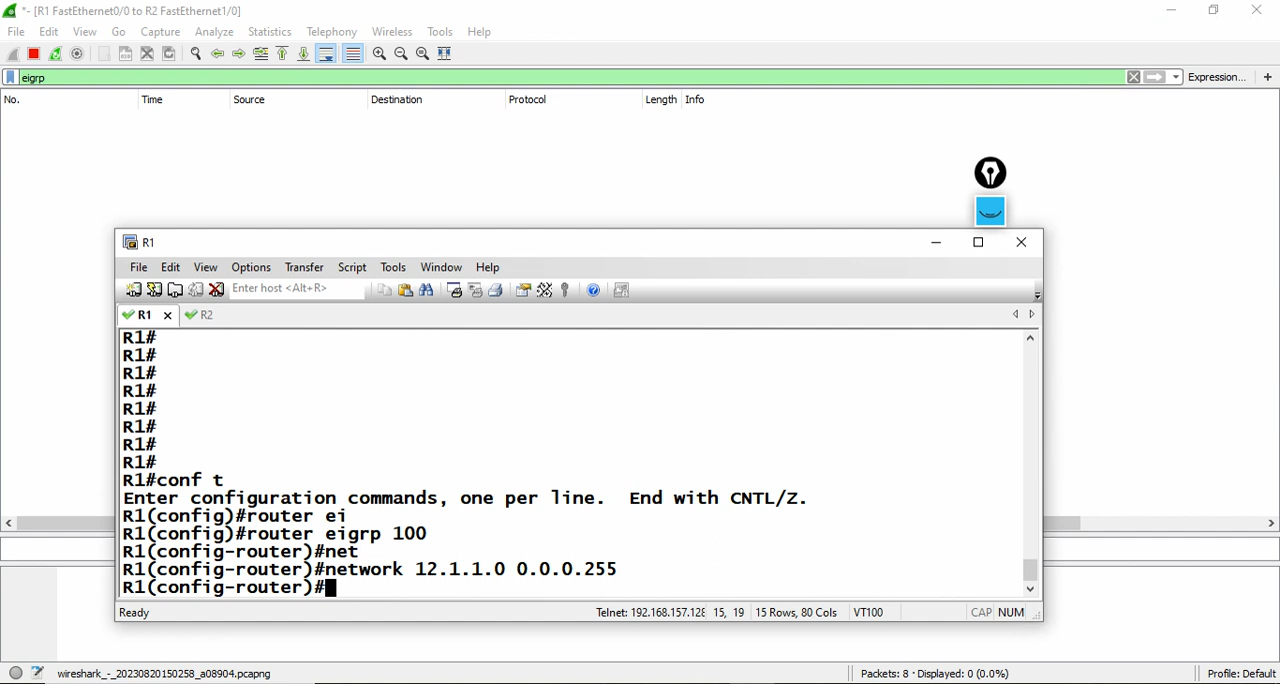 *- [R1 FastEthernet0/0 to R2 FastEthernet1/0]
File Edit View Go Capture Analyze Statistics Telephony Wireless Tools Help
eigrp Expression... +
No. Time Source Destination Protocol Length Info
R1
File Edit View Options Transfer Script Tools Window Help
Enter host <Alt+R>
R1 R2
R1#
R1#
R1#
R1#
R1#
R1#
R1#
R1#
R1#conf t
Enter configuration commands, one per line.  End with CNTL/Z.
R1(config)#router ei
R1(config)#router eigrp 100
R1(config-router)#net
R1(config-router)#network 12.1.1.0 0.0.0.255
R1(config-router)#
Ready Telnet: 192.168.157.128 15, 19 15 Rows, 80 Cols VT100 CAP NUM
wireshark_-_20230820150258_a08904.pcapng Packets: 8 · Displayed: 0 (0.0%) Profile: Default